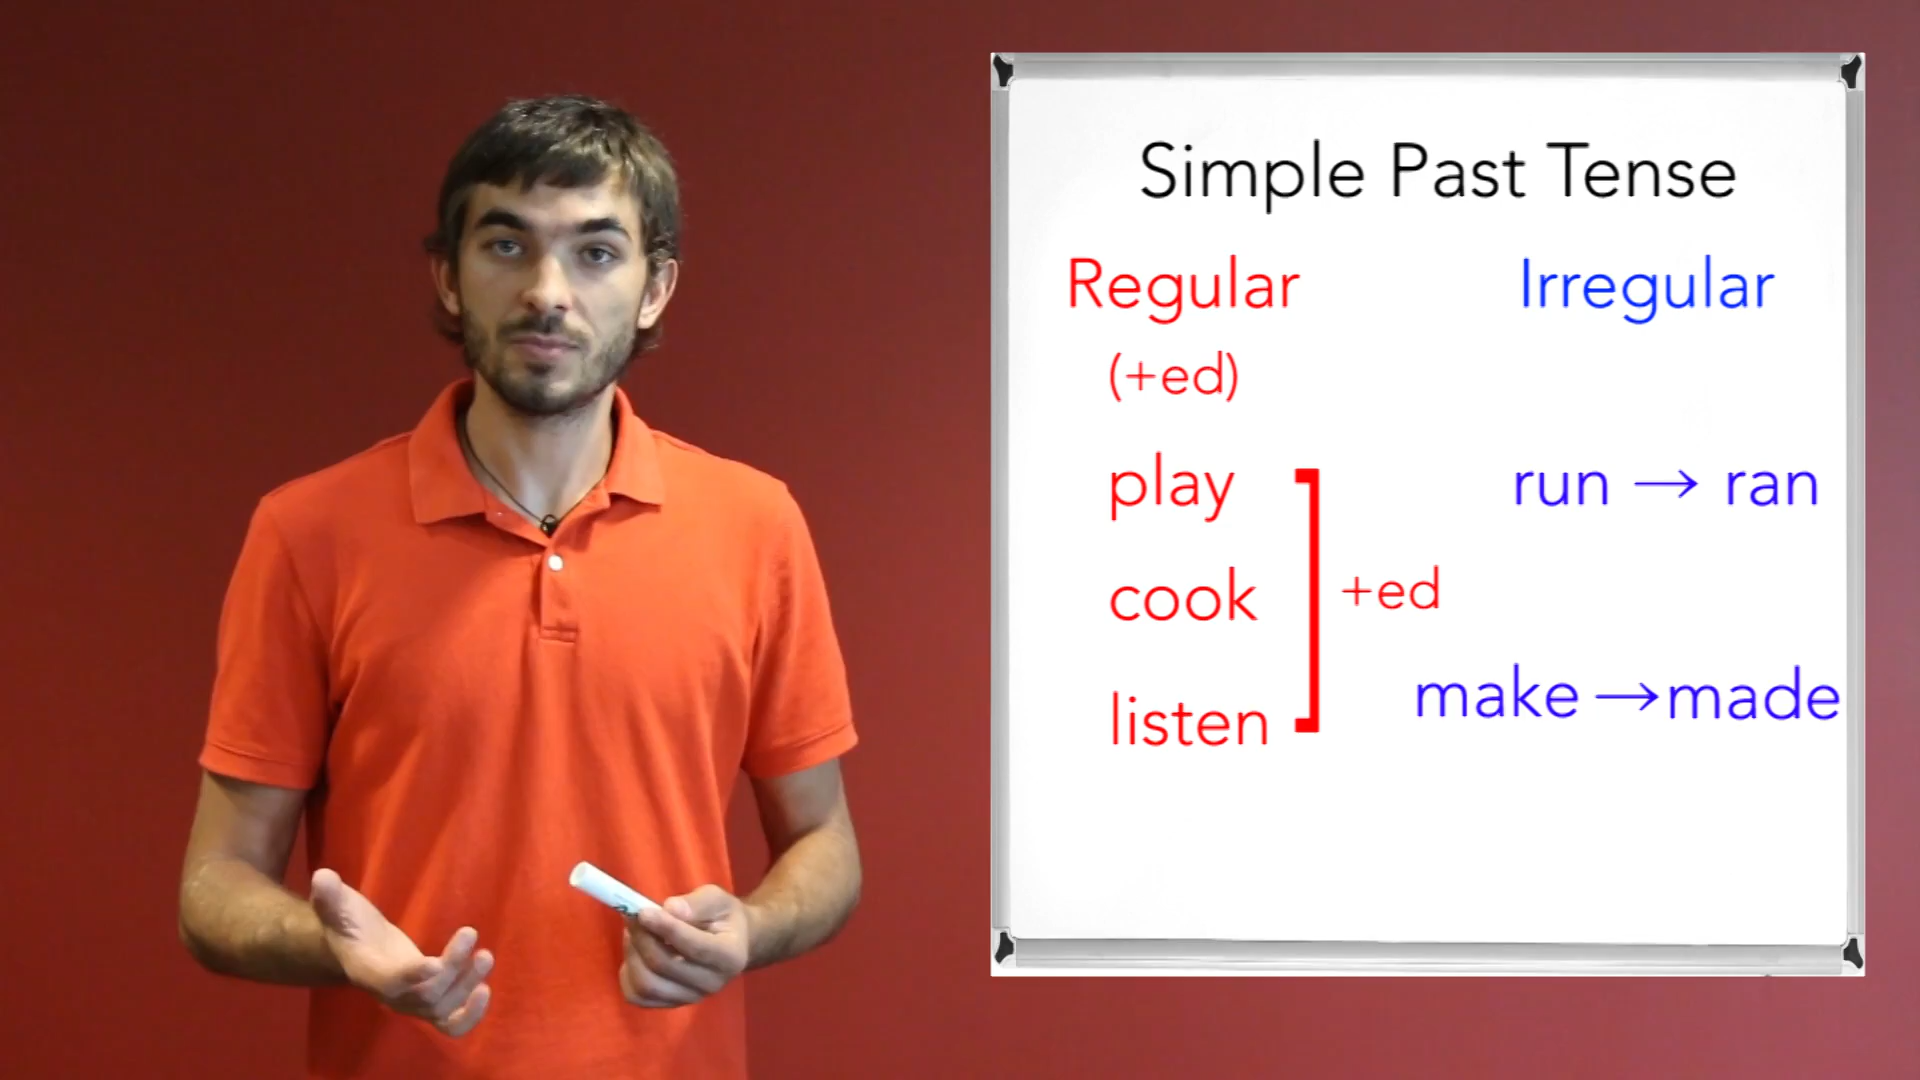 Simple Past Tense
Regular Irregular
(+ed)
play run → ran
cook +ed
listen make → made